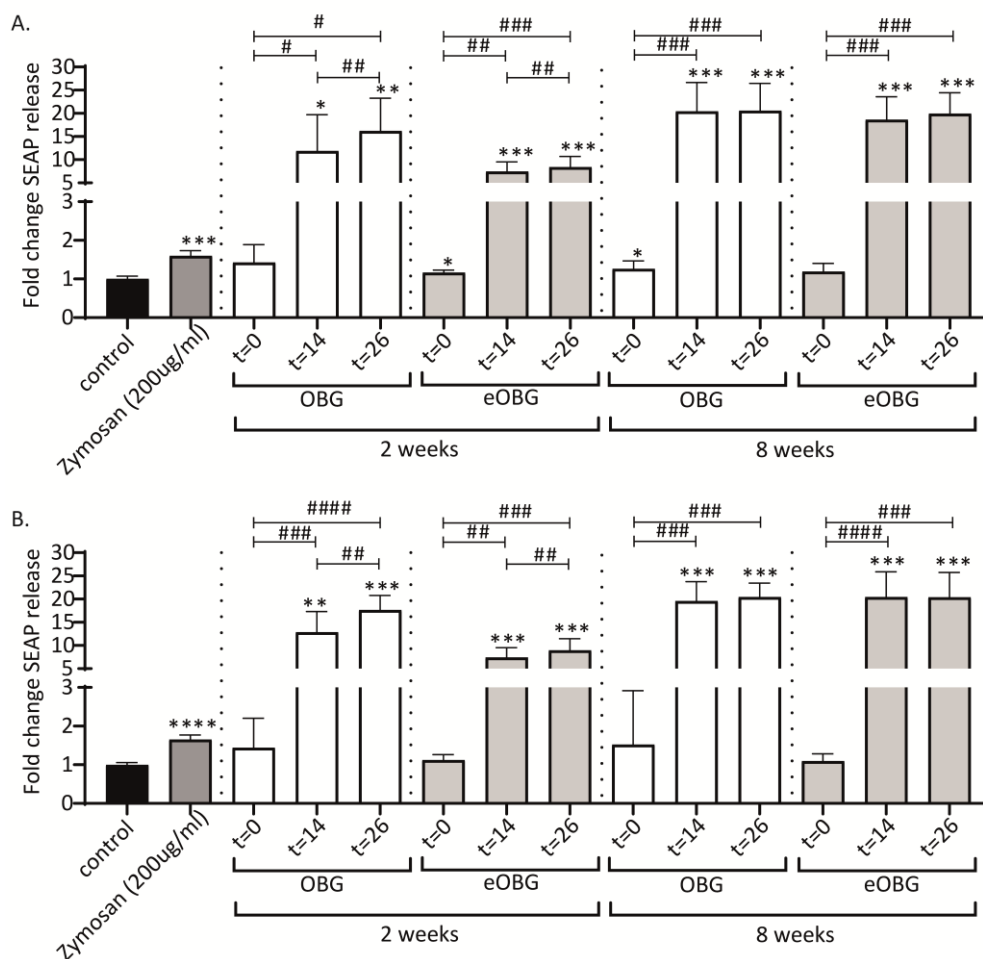 A.
# ### ### ###
# ## ### ###
## ##
Fold change SEAP release
30
25
20
15
10
5
3
2
1
0
*** * ** * *** *** * *** *** *** ***
control
Zymosan (200ug/ml)
t=0 t=14 t=26 t=0 t=14 t=26 t=0 t=14 t=26 t=0 t=14 t=26
OBG eOBG OBG eOBG
2 weeks 8 weeks
B.
#### ### ### ###
### ## ### ####
## ##
Fold change SEAP release
30
25
20
15
10
5
3
2
1
0
**** ** *** *** *** *** *** *** ***
control
Zymosan (200ug/ml)
t=0 t=14 t=26 t=0 t=14 t=26 t=0 t=14 t=26 t=0 t=14 t=26
OBG eOBG OBG eOBG
2 weeks 8 weeks